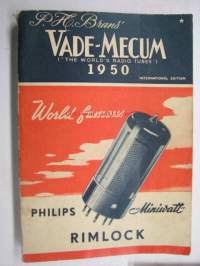 P.H. Brans'
VADE-MECUM
("THE WORLD'S RADIO TUBES")
1950
INTERNATIONAL EDITION
World famous
PHILIPS Miniwatt
RIMLOCK